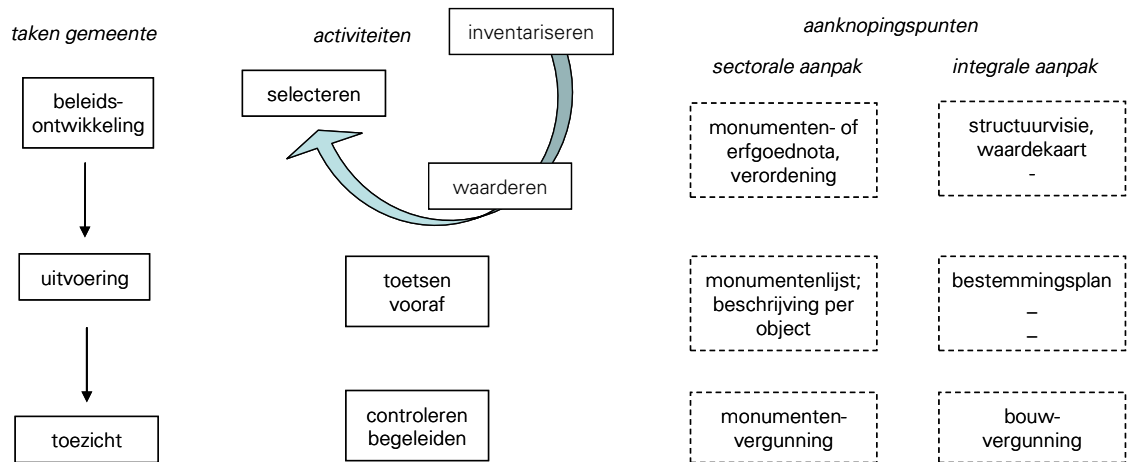 taken gemeente
activiteiten
inventariseren
aanknopingspunten
sectorale aanpak
integrale aanpak
beleids-
ontwikkeling
selecteren
waarderen
monumenten- of
erfgoednota,
verordening
structuurvisie,
waardekaart
-
uitvoering
toetsen
vooraf
monumentenlijst;
beschrijving per
object
bestemmingsplan
–
–
toezicht
controleren
begeleiden
monumenten-
vergunning
bouw-
vergunning